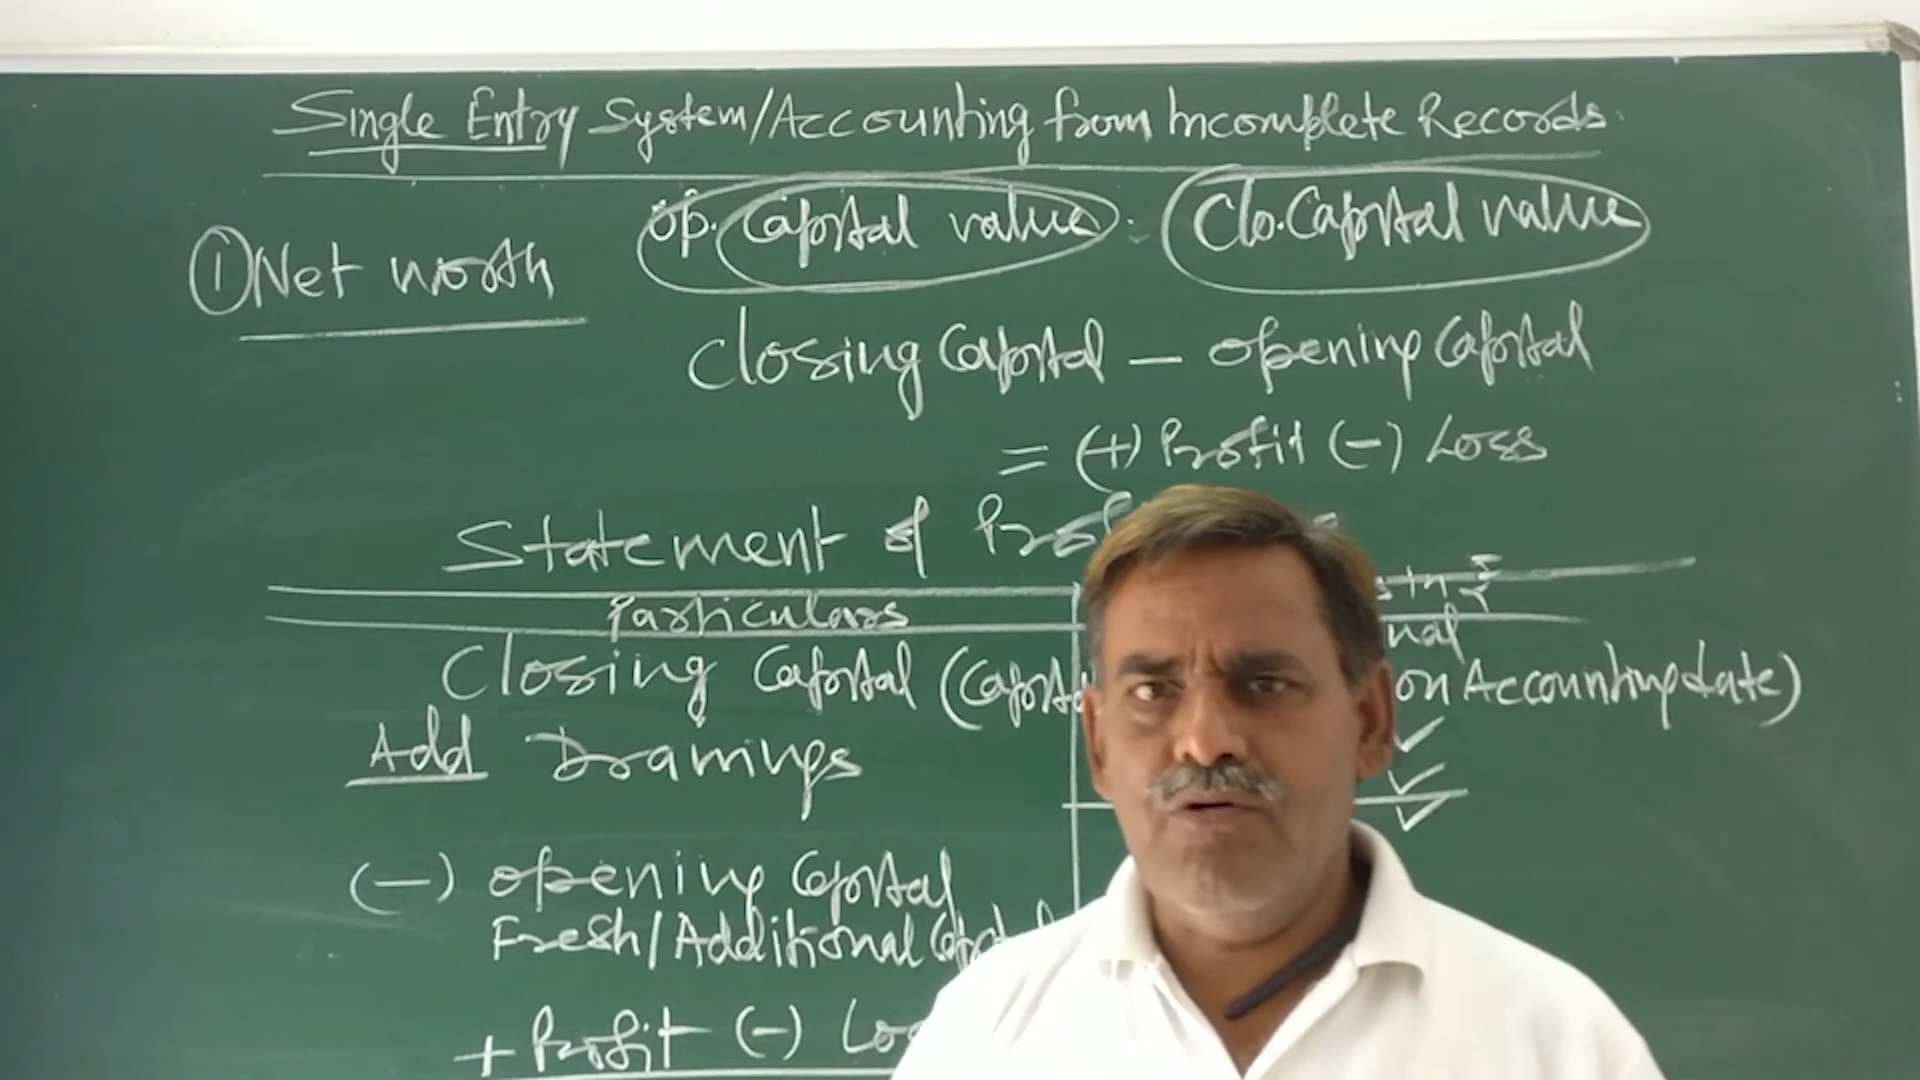 Single Entry System/Accounting from Incomplete Records.
op. Capital value. Clo. Capital value
① Net worth
Closing Capital — opening Capital
= (+) Profit (-) Loss
Statement of
in ₹
Particulars
Closing Capital ( on Accounting date)
Add Drawings
(-) opening Capital
Fresh/Additional
+ Profit (-)